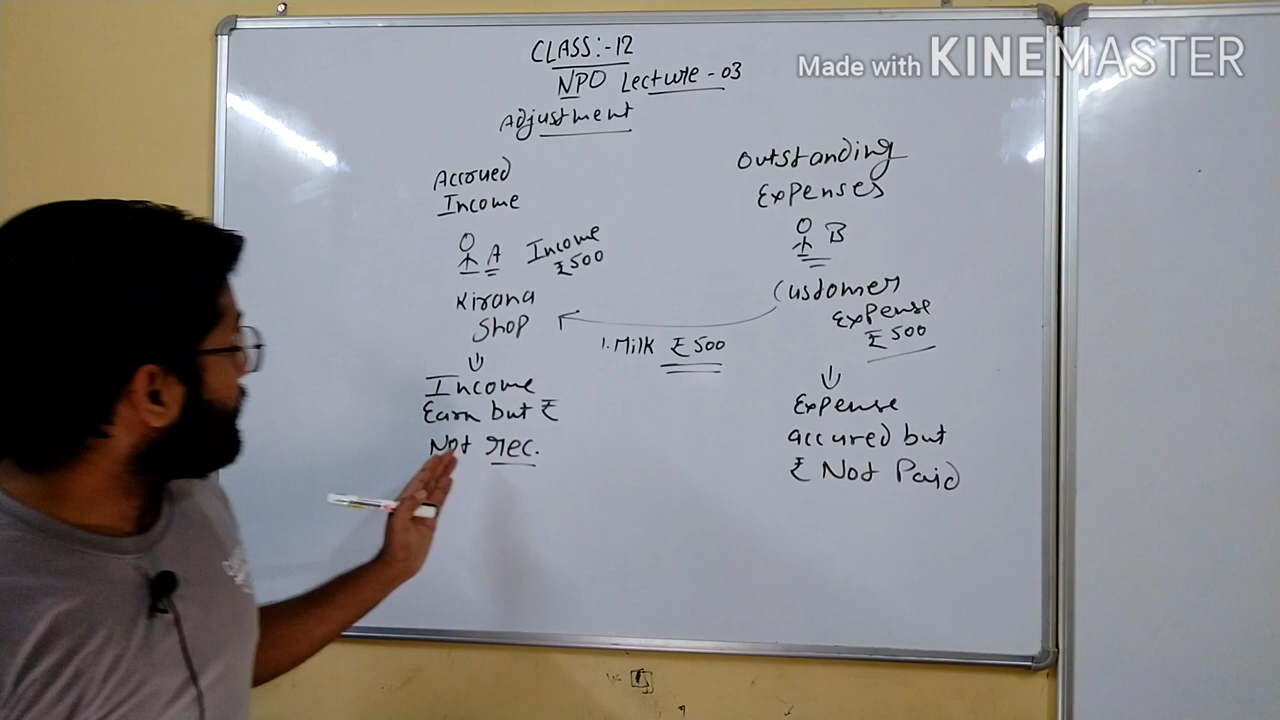 Made with KINEMASTER
CLASS:-12
NPO Lecture - 03
Adjustment
Accrued
Income
A Income
₹500
Kirana
Shop
Income
Earn but ₹
Not rec.
1. Milk ₹500
Outstanding
Expenses
B
Customer
Expense
₹500
Expense
accured but
₹ Not Paid